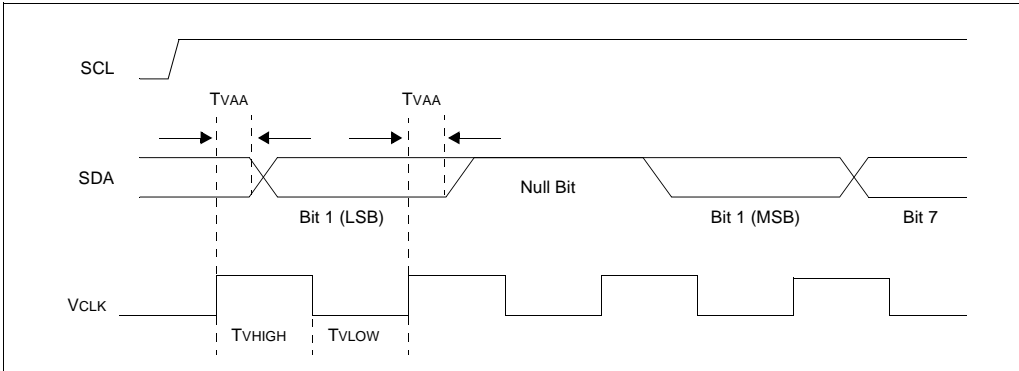 SCL
TVAA TVAA
SDA
Null Bit
Bit 1 (LSB) Bit 1 (MSB) Bit 7
VCLK
TVHIGH TVLOW